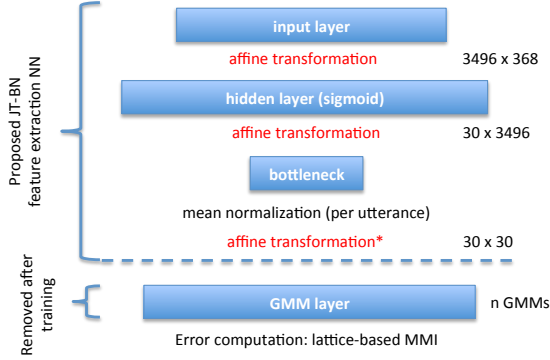 input layer
affine transformation 3496 x 368
hidden layer (sigmoid)
affine transformation 30 x 3496
bottleneck
mean normalization (per utterance)
affine transformation* 30 x 30
Proposed JT-BN
feature extraction NN
GMM layer n GMMs
Error computation: lattice-based MMI
Removed after
training